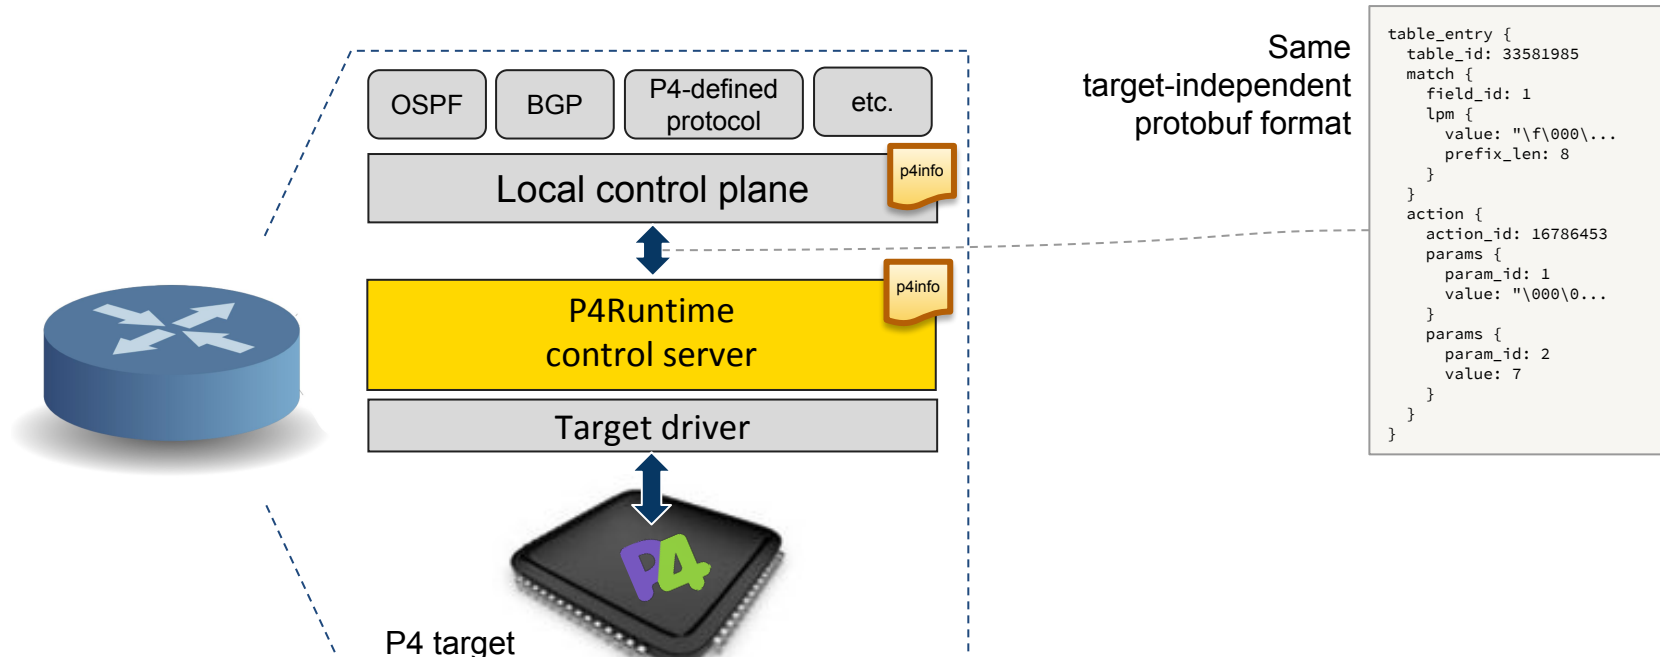 OSPF
BGP
P4-defined
protocol
etc.
Local control plane
p4info
P4Runtime
control server
p4info
Target driver
P4
P4 target
Same
target-independent
protobuf format
table_entry {
  table_id: 33581985
  match {
    field_id: 1
    lpm {
      value: "\f\000\...
      prefix_len: 8
    }
  }
  action {
    action_id: 16786453
    params {
      param_id: 1
      value: "\000\0...
    }
    params {
      param_id: 2
      value: 7
    }
  }
}